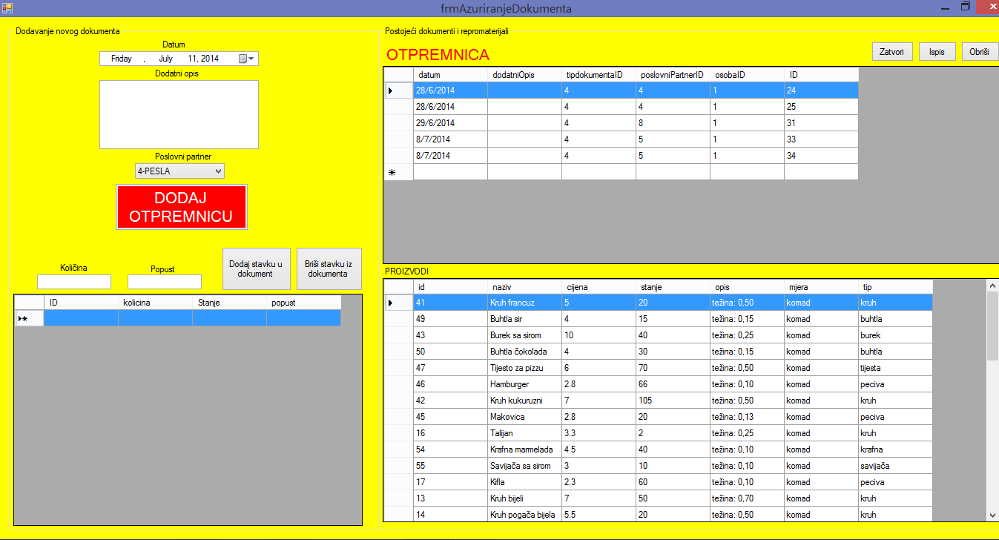 frmAzuriranjeDokumenta
Dodavanje novog dokumenta
Datum
Friday , July 11, 2014
Dodatni opis
Poslovni partner
4-PESLA
DODAJ
OTPREMNICU
Količina
Popust
Dodaj stavku u
dokument
Briši stavku iz
dokumenta
ID kolicina Stanje popust
Postojeći dokumenti i repromaterijali
OTPREMNICA
Zatvori
Ispis
Obriši
datum dodatniOpis tipdokumentaID poslovniPartnerID osobaID ID
28/6/2014 4 4 1 24
28/6/2014 4 4 1 25
29/6/2014 4 8 1 31
8/7/2014 4 5 1 33
8/7/2014 4 5 1 34
PROIZVODI
id naziv cijena stanje opis mjera tip
41 Kruh francuz 5 20 težina: 0,50 komad kruh
49 Buhtla sir 4 15 težina: 0,15 komad buhtla
43 Burek sa sirom 10 40 težina: 0,25 komad burek
50 Buhtla čokolada 4 30 težina: 0,15 komad buhtla
47 Tijesto za pizzu 6 70 težina: 0,50 komad tijesta
46 Hamburger 2.8 66 težina: 0,10 komad peciva
42 Kruh kukuruzni 7 105 težina: 0,50 komad kruh
45 Makovica 2.8 20 težina: 0,13 komad peciva
16 Talijan 3.3 2 težina: 0,25 komad kruh
54 Krafna marmelada 4.5 40 težina: 0,10 komad krafna
55 Savijača sa sirom 3 10 težina: 0,10 komad savijača
17 Kifla 2.3 60 težina: 0,10 komad peciva
13 Kruh bijeli 7 50 težina: 0,70 komad kruh
14 Kruh pogača bijela 5.5 20 težina: 0,50 komad kruh